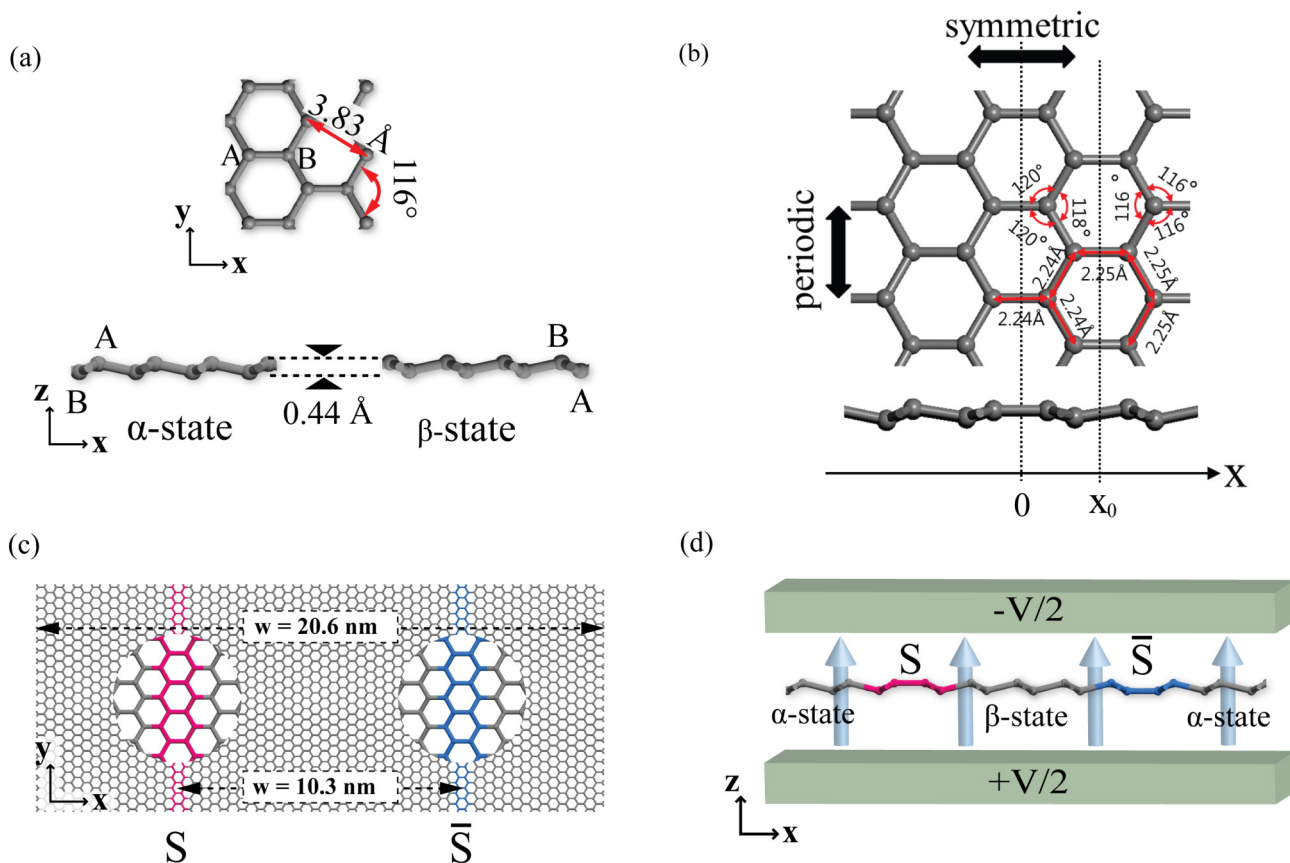 (a)
3.83 Å
A
B
116°
y
x
A
B
B
A
z
x
0.44 Å
α-state
β-state
(b)
symmetric
periodic
120°
118°
120°
116°
116°
116°
2.24Å
2.25Å
2.25Å
2.24Å
2.24Å
2.25Å
X
0
x₀
(c)
w = 20.6 nm
w = 10.3 nm
y
x
S
S̅
(d)
-V/2
S
S̅
α-state
β-state
α-state
+V/2
z
x